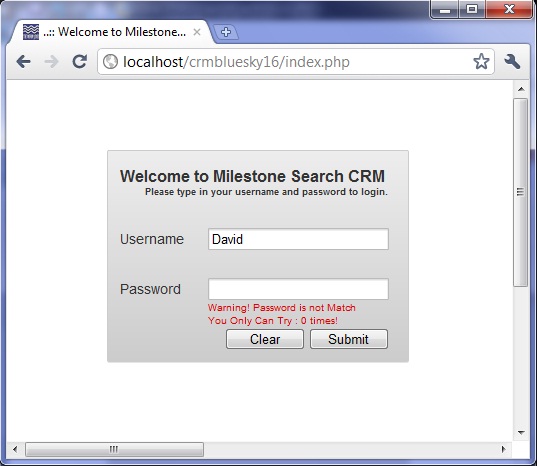 ..:: Welcome to Milestone...
localhost/crmbluesky16/index.php
Welcome to Milestone Search CRM
Please type in your username and password to login.
Username
David
Password
Warning! Password is not Match
You Only Can Try : 0 times!
Clear
Submit